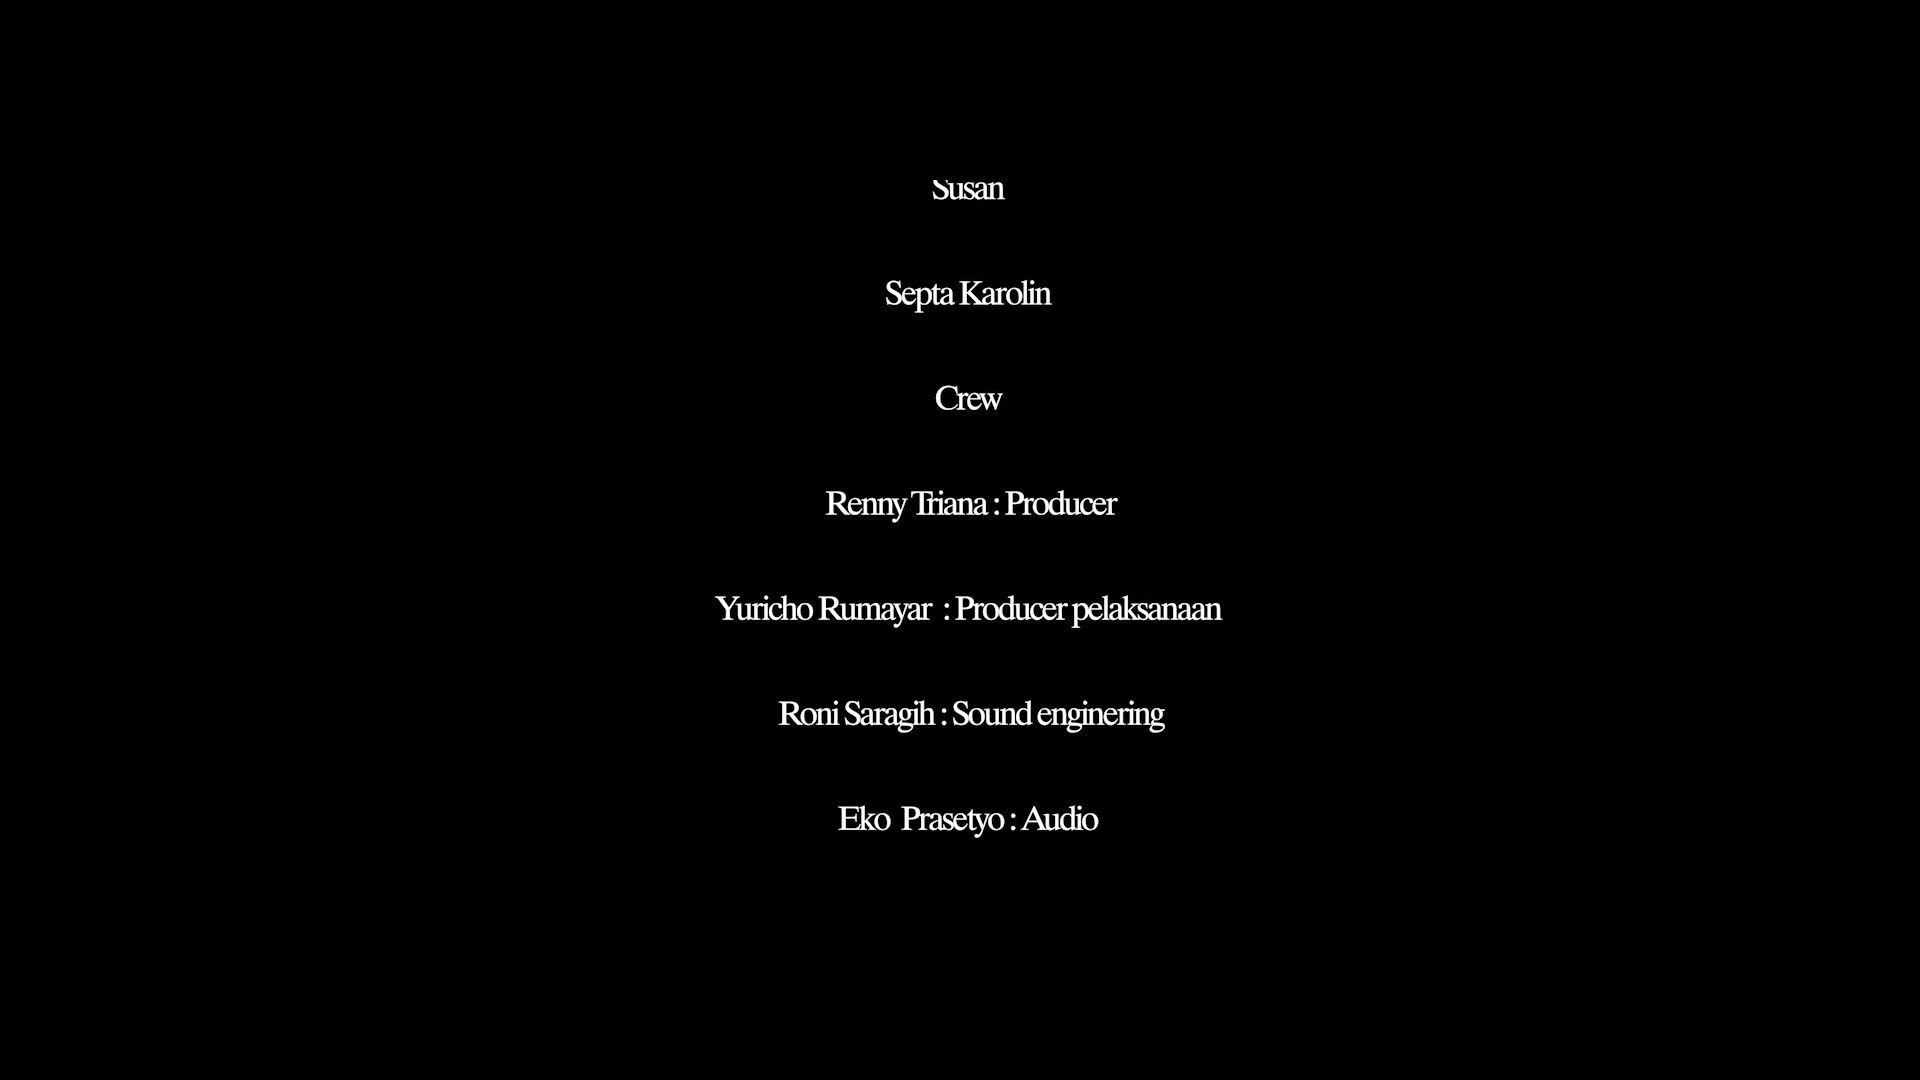 Susan
Septa Karolin
Crew
Renny Triana : Producer
Yuricho Rumayar : Producer pelaksanaan
Roni Saragih : Sound enginering
Eko Prasetyo : Audio